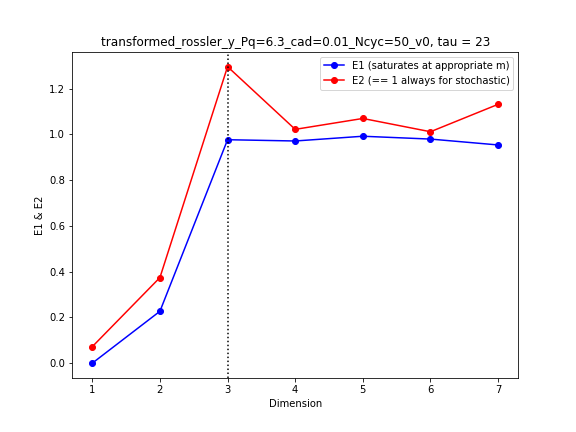 transformed_rossler_y_Pq=6.3_cad=0.01_Ncyc=50_v0, tau = 23
E1 (saturates at appropriate m)
E2 (== 1 always for stochastic)
1.2
1.0
0.8
0.6
0.4
0.2
0.0
E1 & E2
1 2 3 4 5 6 7
Dimension